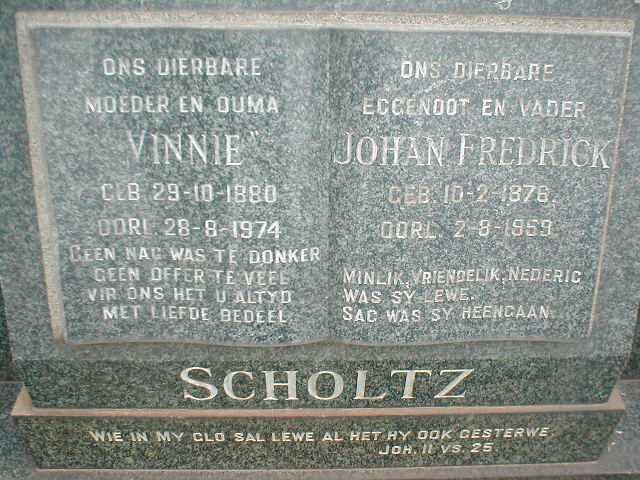 ONS DIERBARE
MOEDER EN OUMA
"VINNIE"
GEB. 29-10-1880
OORL. 28-8-1974
GEEN NAG WAS TE DONKER
GEEN OFFER TE VEEL
VIR ONS HET U ALTYD
MET LIEFDE BEDEEL
ONS DIERBARE
EGGENOOT EN VADER
JOHAN FREDRICK
GEB. 10-2-1876.
OORL. 2-8-1959.
MINLIK, VRIENDELIK, NEDERIG
WAS SY LEWE.
SAG WAS SY HEENGAAN.
SCHOLTZ
WIE IN MY GLO SAL LEWE AL HET HY OOK GESTERWE.
JOH. 11 VS. 25